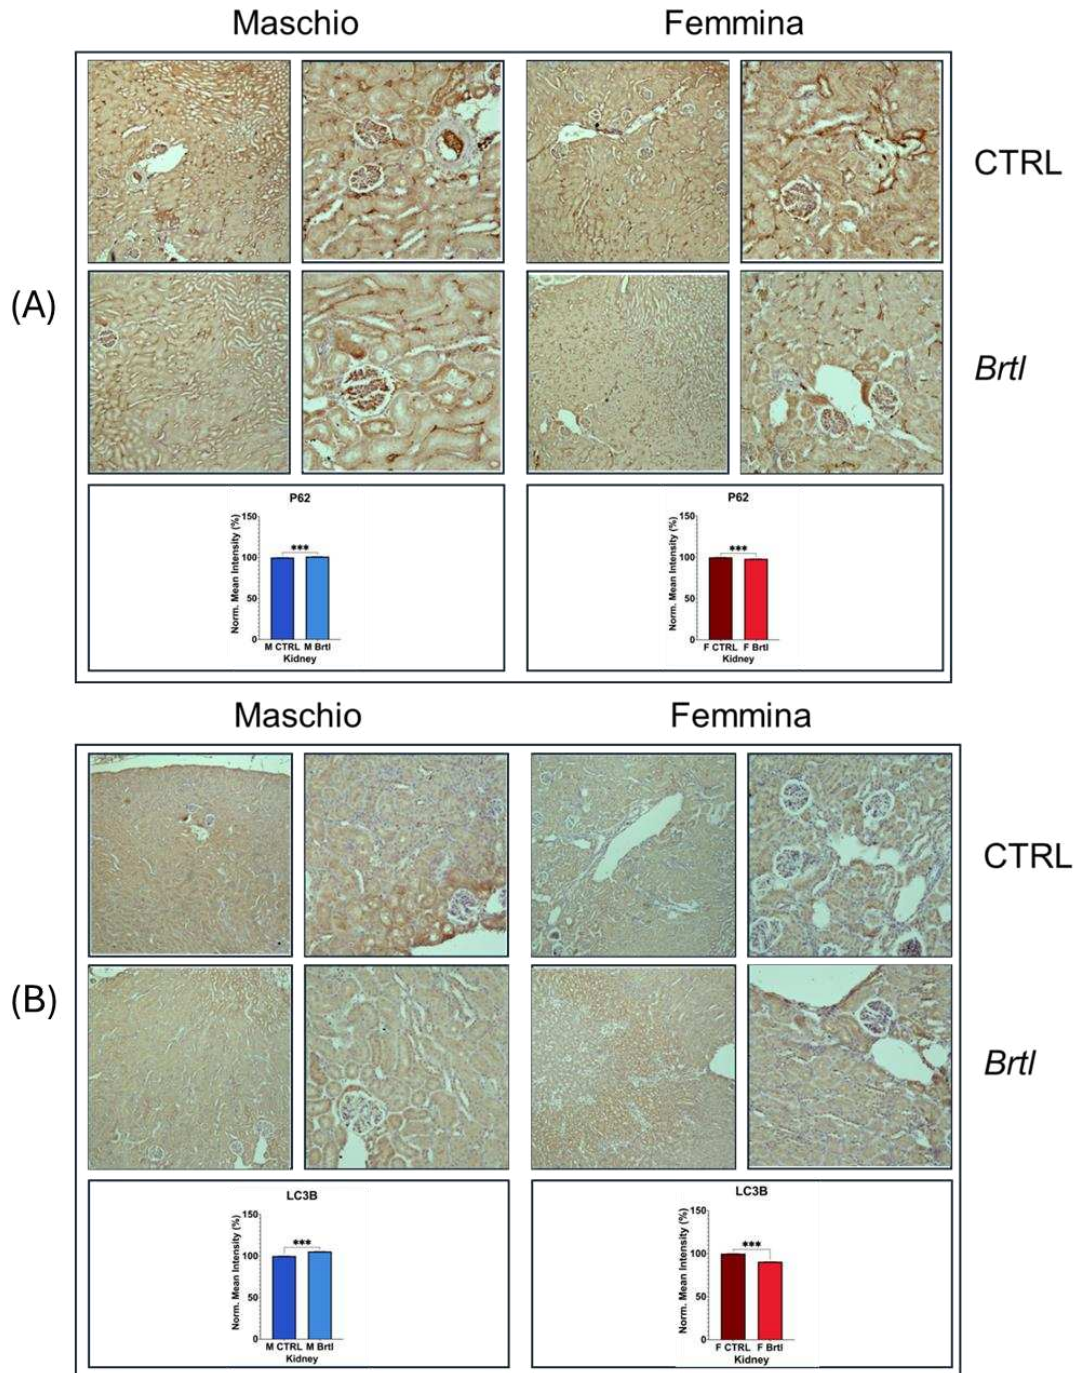 Maschio Femmina
CTRL
(A)
Brtl
P62
Norm. Mean Intensity (%)
150
100
50
0
***
M CTRL M Brtl
Kidney
P62
Norm. Mean Intensity (%)
150
100
50
0
***
F CTRL F Brtl
Kidney
Maschio Femmina
CTRL
(B)
Brtl
LC3B
Norm. Mean Intensity (%)
150
100
50
0
***
M CTRL M Brtl
Kidney
LC3B
Norm. Mean Intensity (%)
150
100
50
0
***
F CTRL F Brtl
Kidney